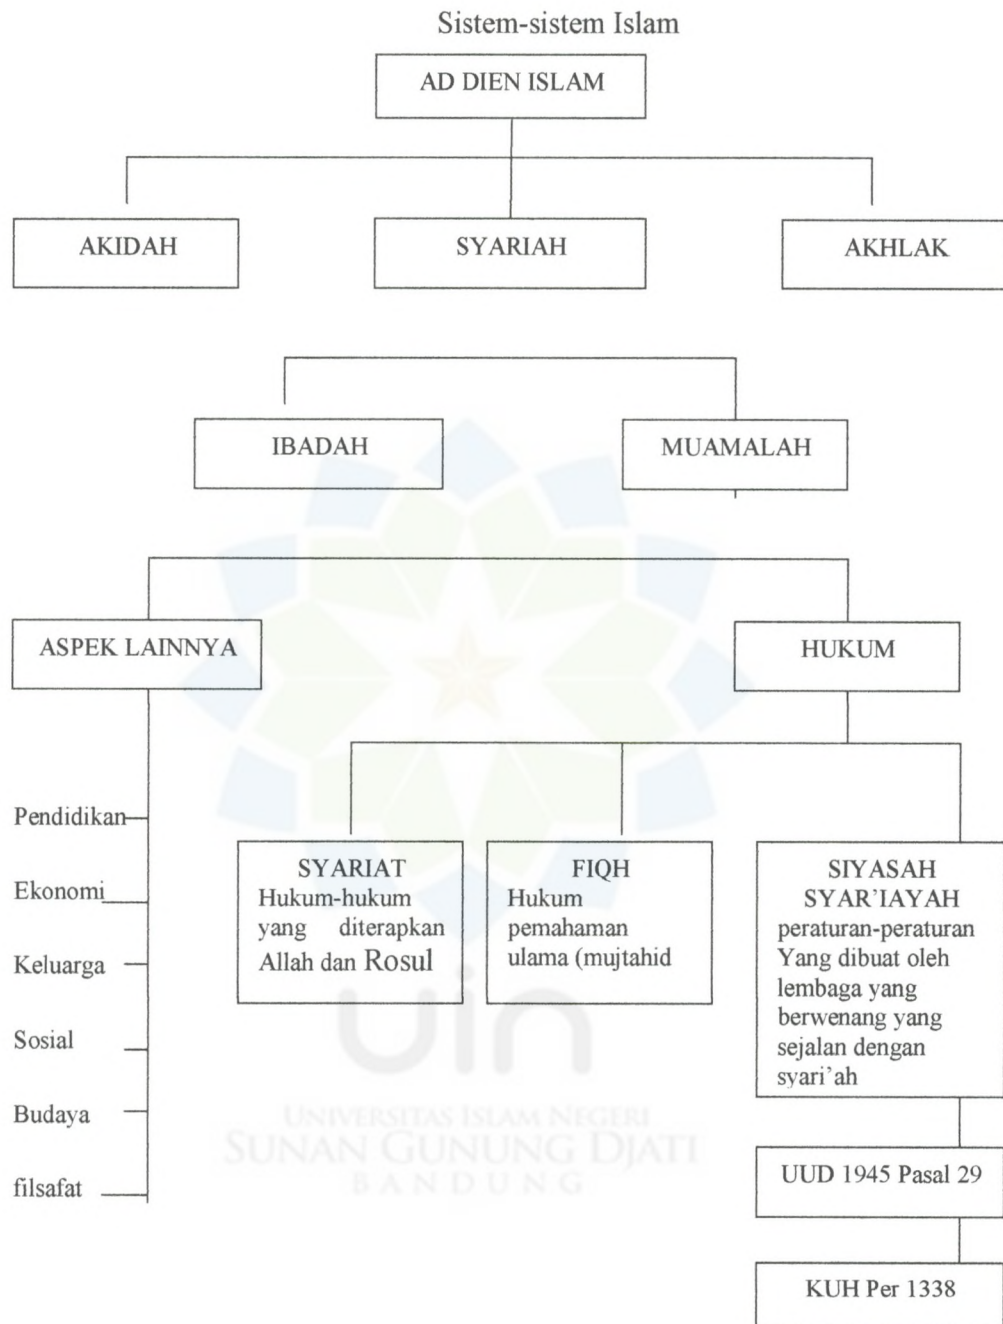 Sistem-sistem Islam
AD DIEN ISLAM
AKIDAH
SYARIAH
AKHLAK
IBADAH
MUAMALAH
ASPEK LAINNYA
HUKUM
Pendidikan
Ekonomi
Keluarga
Sosial
Budaya
filsafat
SYARIAT
Hukum-hukum
yang diterapkan
Allah dan Rosul
FIQH
Hukum
pemahaman
ulama (mujtahid
SIYASAH
SYAR'IAYAH
peraturan-peraturan
Yang dibuat oleh
lembaga yang
berwenang yang
sejalan dengan
syari'ah
UUD 1945 Pasal 29
KUH Per 1338
uin
UNIVERSITAS ISLAM NEGERI
SUNAN GUNUNG DJATI
BANDUNG